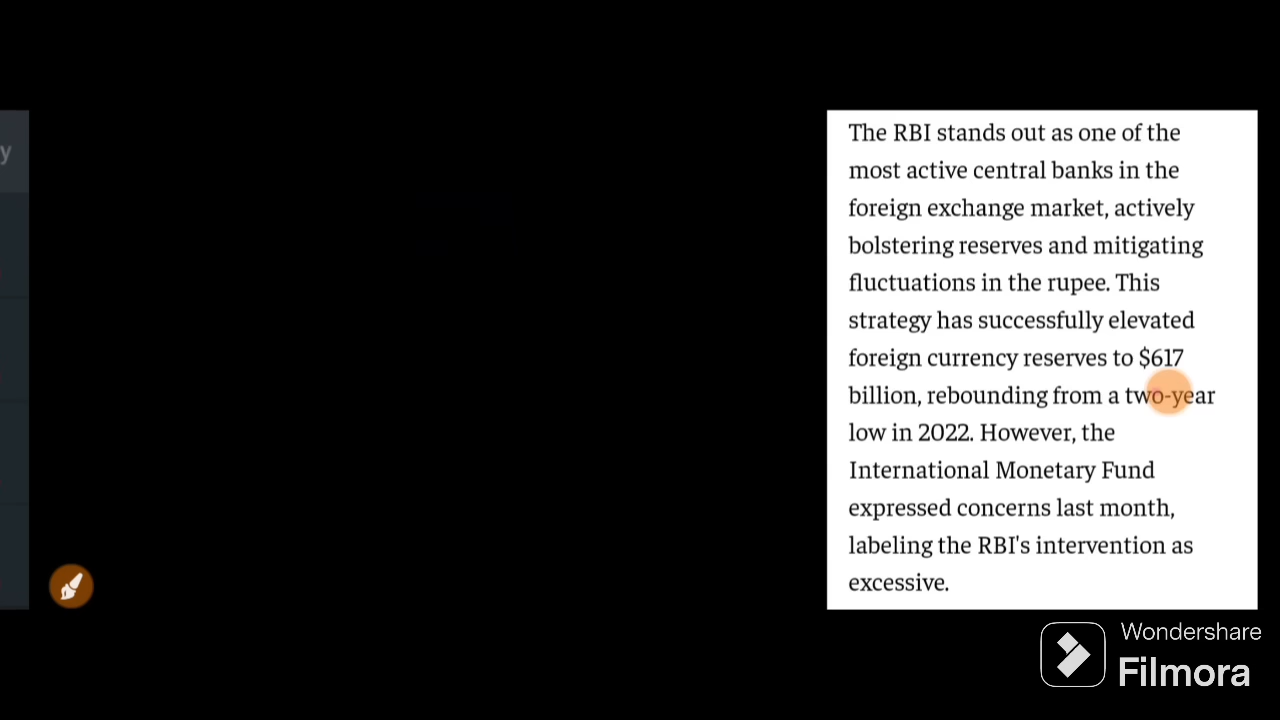 y
The RBI stands out as one of the
most active central banks in the
foreign exchange market, actively
bolstering reserves and mitigating
fluctuations in the rupee. This
strategy has successfully elevated
foreign currency reserves to $617
billion, rebounding from a two-year
low in 2022. However, the
International Monetary Fund
expressed concerns last month,
labeling the RBI's intervention as
excessive.
Wondershare
Filmora